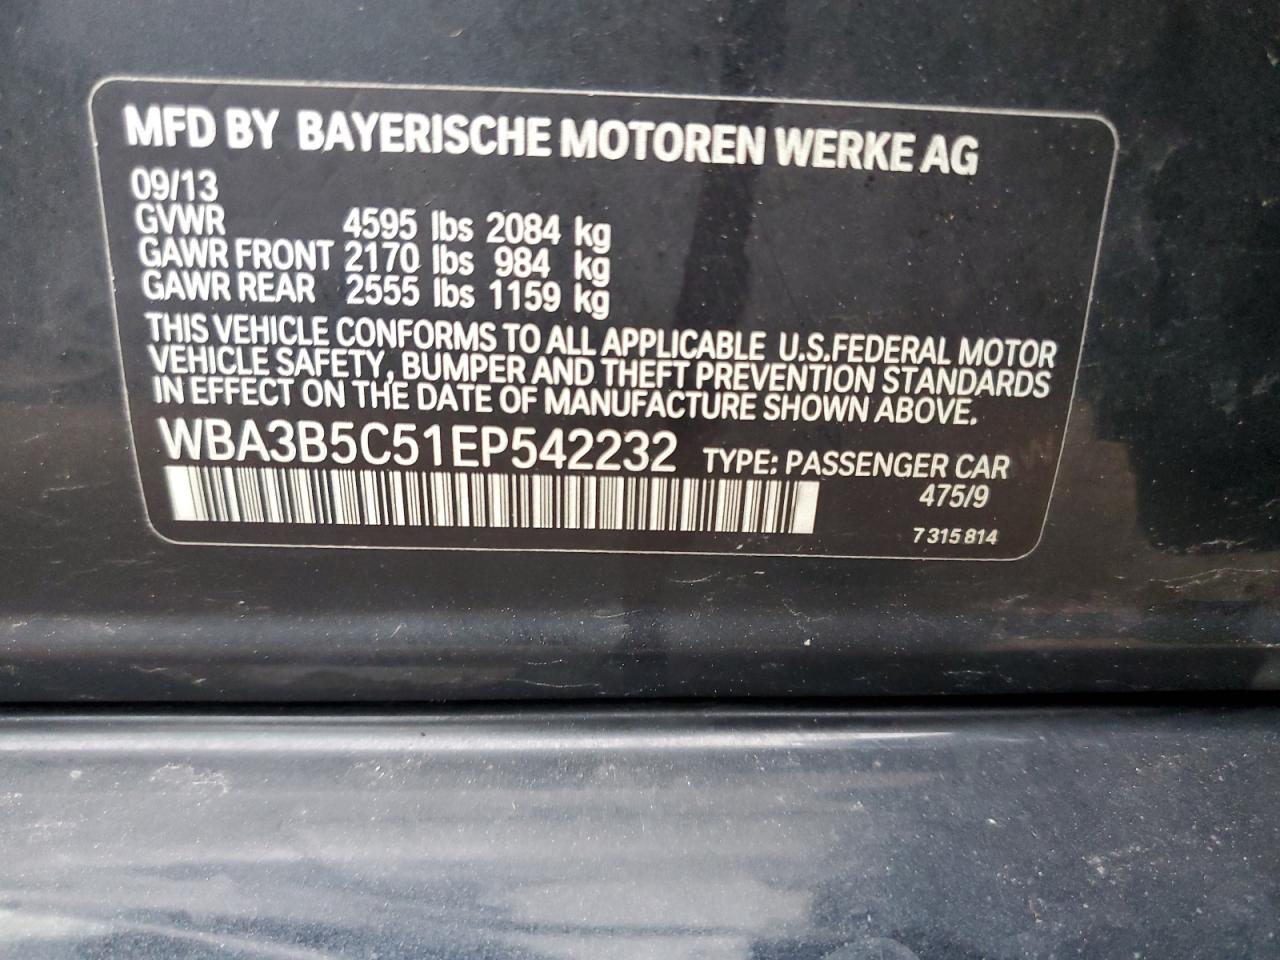 MFD BY BAYERISCHE MOTOREN WERKE AG
09/13
GVWR 4595 lbs 2084 kg
GAWR FRONT 2170 lbs 984 kg
GAWR REAR 2555 lbs 1159 kg
THIS VEHICLE CONFORMS TO ALL APPLICABLE U.S.FEDERAL MOTOR
VEHICLE SAFETY, BUMPER AND THEFT PREVENTION STANDARDS
IN EFFECT ON THE DATE OF MANUFACTURE SHOWN ABOVE.
WBA3B5C51EP542232 TYPE: PASSENGER CAR
475/9
7 315 814